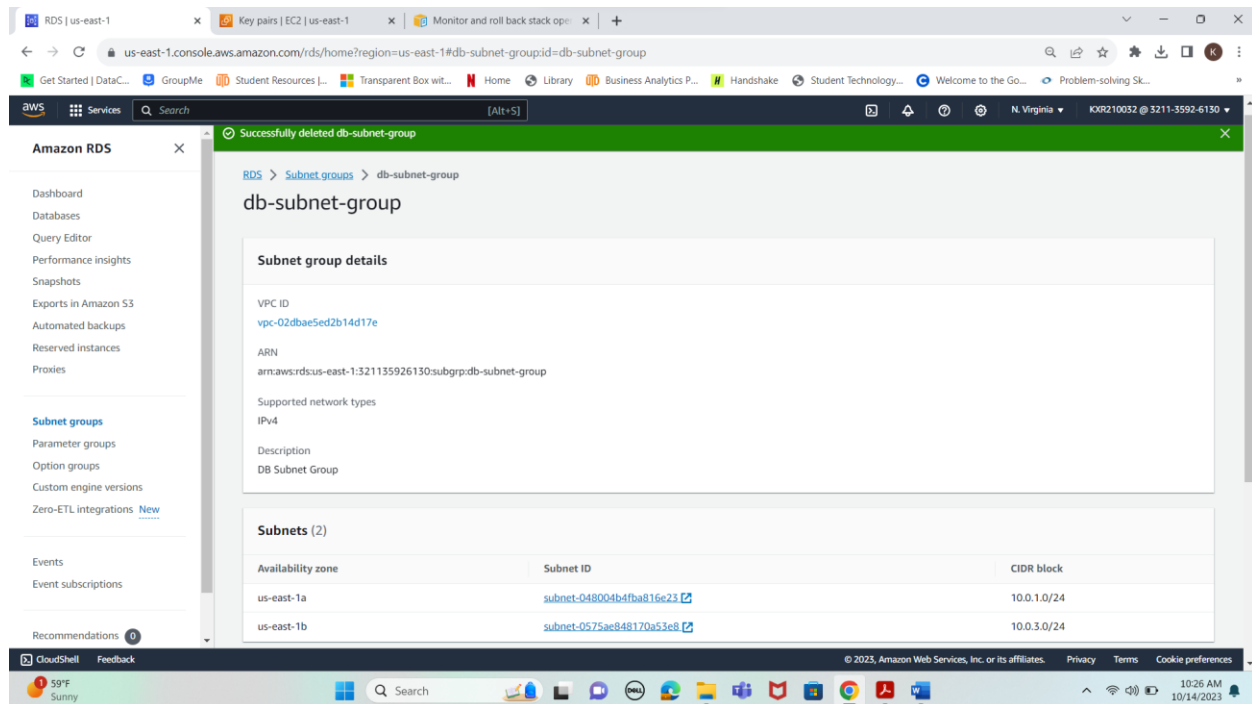 RDS | us-east-1
Key pairs | EC2 | us-east-1
Monitor and roll back stack ope
us-east-1.console.aws.amazon.com/rds/home?region=us-east-1#db-subnet-group:id=db-subnet-group
K
Get Started | DataC...
GroupMe
Student Resources |...
Transparent Box wit...
Home
Library
Business Analytics P...
Handshake
Student Technology...
Welcome to the Go...
Problem-solving Sk...
aws
Services
Search
[Alt+S]
N. Virginia
KXR210032 @ 3211-3592-6130
Successfully deleted db-subnet-group
Amazon RDS
Dashboard
Databases
Query Editor
Performance insights
Snapshots
Exports in Amazon S3
Automated backups
Reserved instances
Proxies
Subnet groups
Parameter groups
Option groups
Custom engine versions
Zero-ETL integrations New
Events
Event subscriptions
Recommendations 0
RDS > Subnet groups > db-subnet-group
db-subnet-group
Subnet group details
VPC ID
vpc-02dbae5ed2b14d17e
ARN
arn:aws:rds:us-east-1:321135926130:subgrp:db-subnet-group
Supported network types
IPv4
Description
DB Subnet Group
Subnets (2)
Availability zone Subnet ID CIDR block
us-east-1a subnet-048004b4fba816e23 10.0.1.0/24
us-east-1b subnet-0575ae848170a53e8 10.0.3.0/24
CloudShell Feedback
© 2023, Amazon Web Services, Inc. or its affiliates. Privacy Terms Cookie preferences
1
59°F
Sunny
Search
DELL
10:26 AM
10/14/2023